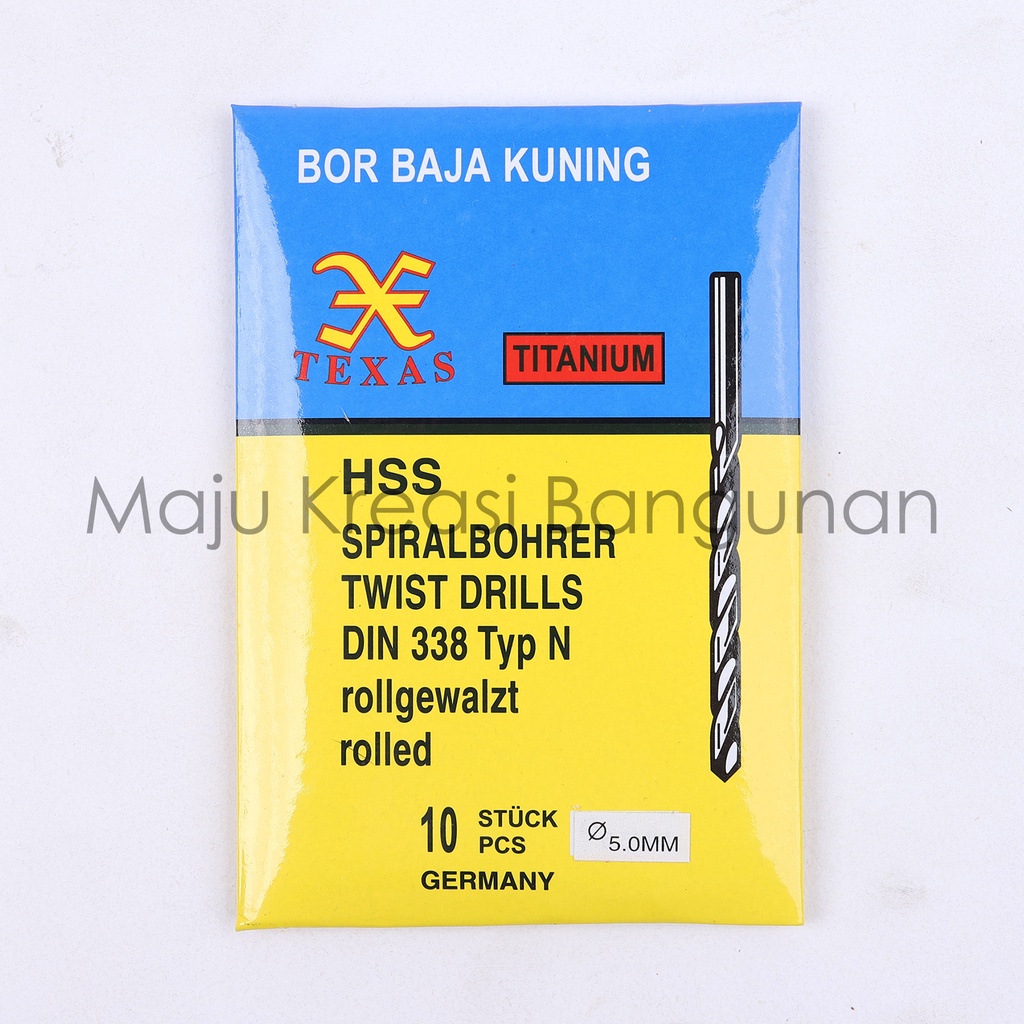 BOR BAJA KUNING
TEXAS
TITANIUM
HSS
Maju Kreasi Bangunan
SPIRALBOHRER
TWIST DRILLS
DIN 338 Typ N
rollgewalzt
rolled
10 STÜCK
PCS
Ø 5.0MM
GERMANY